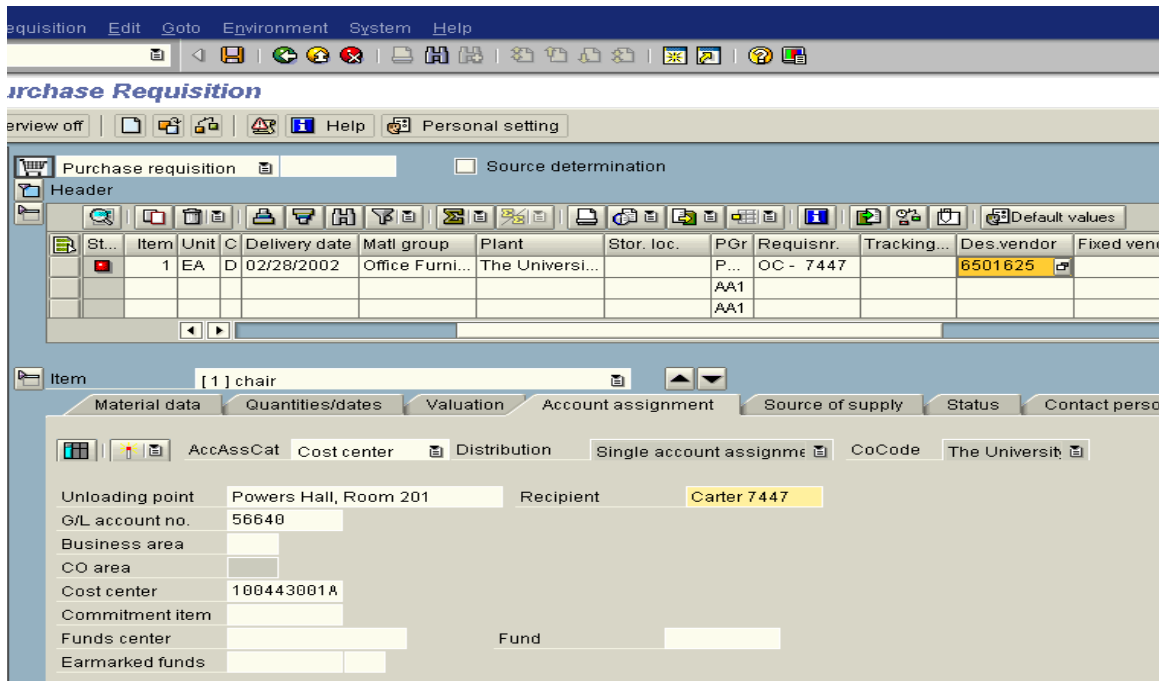 equisition Edit Goto Environment System Help
urchase Requisition
erview off Help Personal setting
Purchase requisition Source determination
Header
Default values
St... Item Unit C Delivery date Matl group Plant Stor. loc. PGr Requisnr. Tracking... Des.vendor Fixed vend
1 EA D 02/28/2002 Office Furni... The Universi... P... OC - 7447 6501625
AA1
AA1
Item [ 1 ] chair
Material data Quantities/dates Valuation Account assignment Source of supply Status Contact perso
AccAssCat Cost center Distribution Single account assignme CoCode The Universit
Unloading point Powers Hall, Room 201 Recipient Carter 7447
G/L account no. 56640
Business area
CO area
Cost center 100443001A
Commitment item
Funds center Fund
Earmarked funds